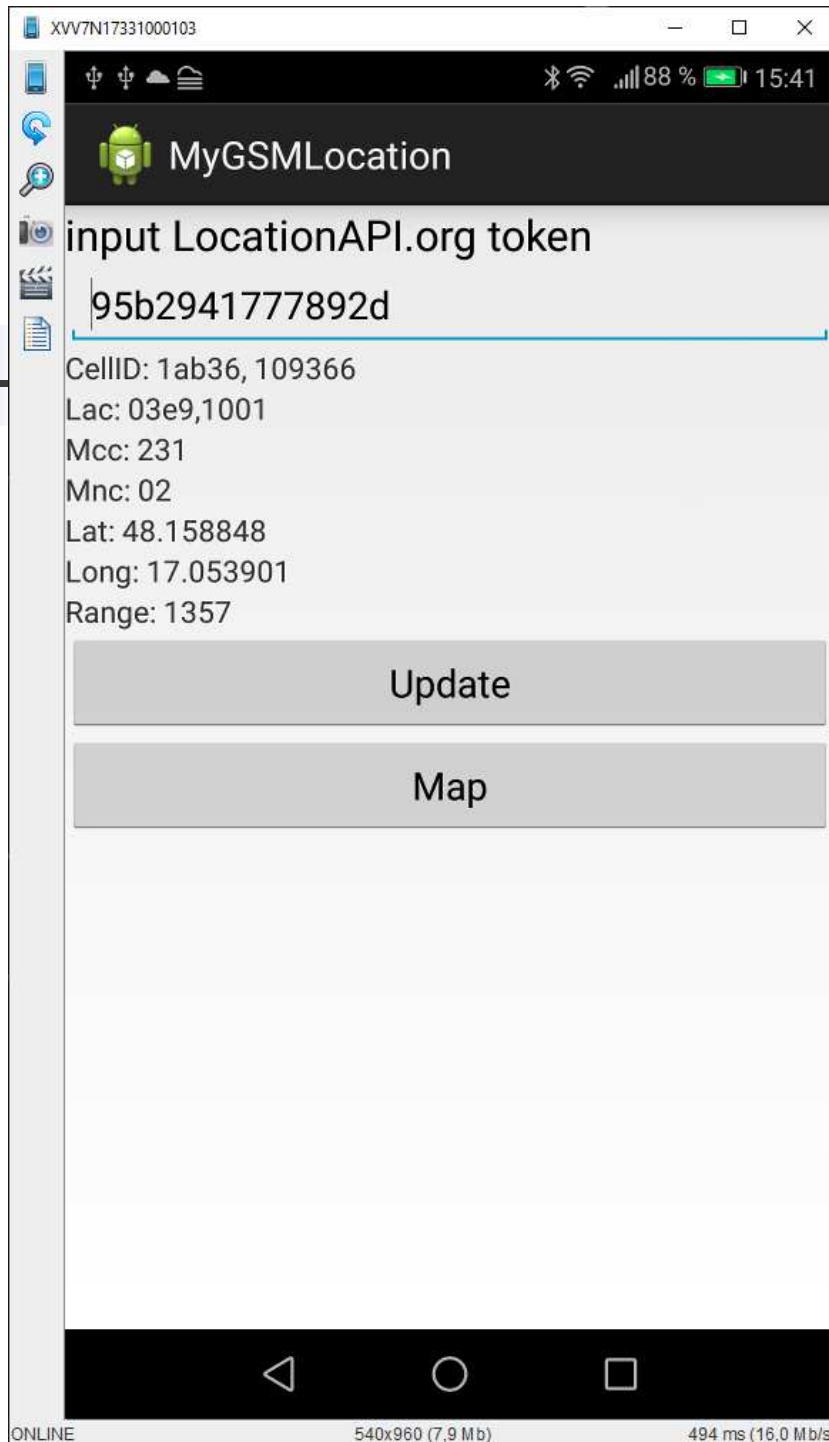 XVV7N17331000103
88 % 15:41
MyGSMLocation
input LocationAPI.org token
95b2941777892d
CellID: 1ab36, 109366
Lac: 03e9,1001
Mcc: 231
Mnc: 02
Lat: 48.158848
Long: 17.053901
Range: 1357
Update
Map
ONLINE 540x960 (7,9 Mb) 494 ms (16,0 Mb/s